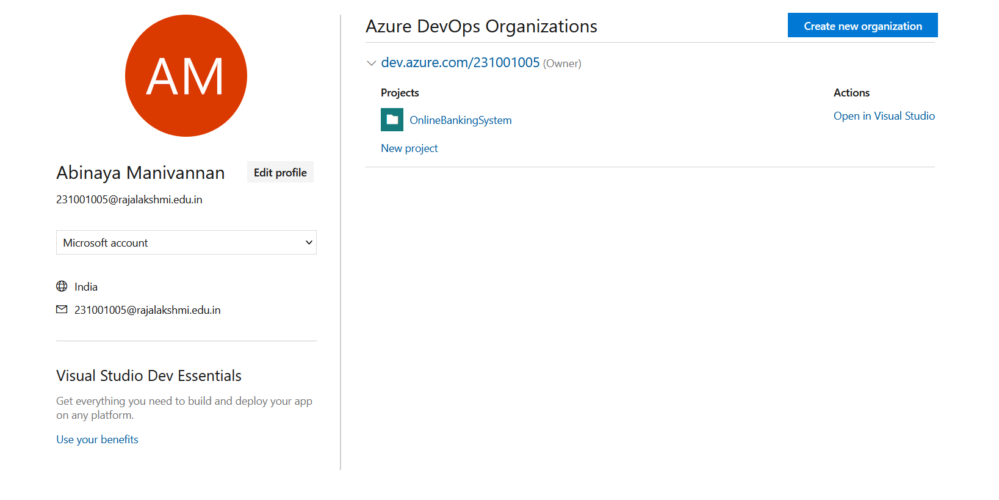 AM
Abinaya Manivannan
Edit profile
231001005@rajalakshmi.edu.in
Microsoft account
India
231001005@rajalakshmi.edu.in
Visual Studio Dev Essentials
Get everything you need to build and deploy your app
on any platform.
Use your benefits
Azure DevOps Organizations
Create new organization
dev.azure.com/231001005 (Owner)
Projects
Actions
OnlineBankingSystem
Open in Visual Studio
New project